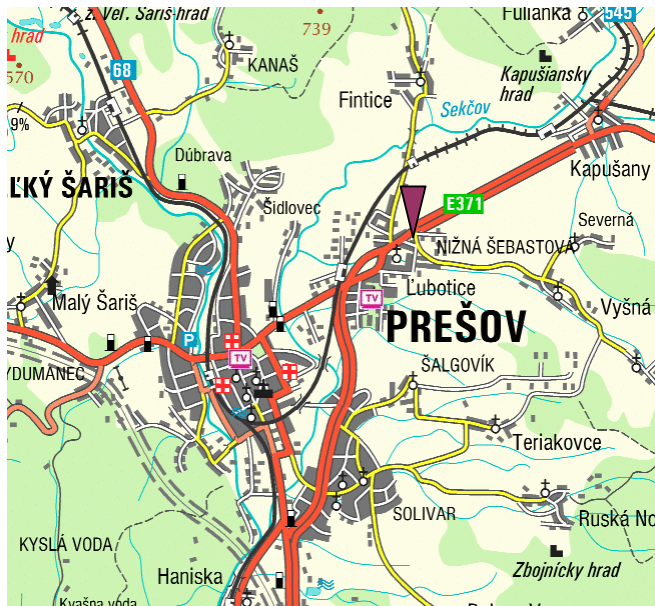 z. Veľ. Šariš hrad
739
Fulianka
545
hrad
570
68
KANAŠ
Kapušiansky
hrad
Fintice
Sekčov
9%
Dúbrava
Kapušany
ĽKÝ ŠARIŠ
Šidlovec
E371
Severná
NIŽNÁ ŠEBASTOVÁ
y
Ľubotice
Malý Šariš
TV
Vyšná
PREŠOV
P
TV
ŠALGOVÍK
YDUMANEC
Teriakovce
SOLIVAR
Ruská No
KYSLÁ VODA
Zbojnícky hrad
Haniska
Kvašna voda